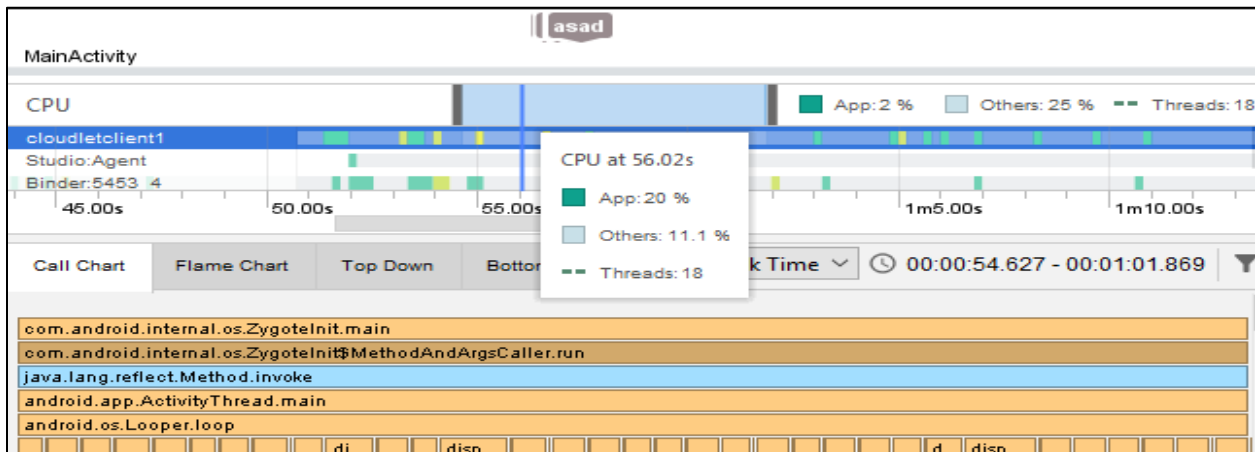 asad
MainActivity
CPU
App: 2 %
Others: 25 %
Threads: 18
cloudletclient1
Studio:Agent
Binder:5453_4
CPU at 56.02s
App: 20 %
Others: 11.1 %
Threads: 18
45.00s
50.00s
55.00s
1m5.00s
1m10.00s
Call Chart
Flame Chart
Top Down
Bottor
k Time
00:00:54.627 - 00:01:01.869
com.android.internal.os.ZygoteInit.main
com.android.internal.os.ZygoteInit$MethodAndArgsCaller.run
java.lang.reflect.Method.invoke
android.app.ActivityThread.main
android.os.Looper.loop
di
disp
d
disp